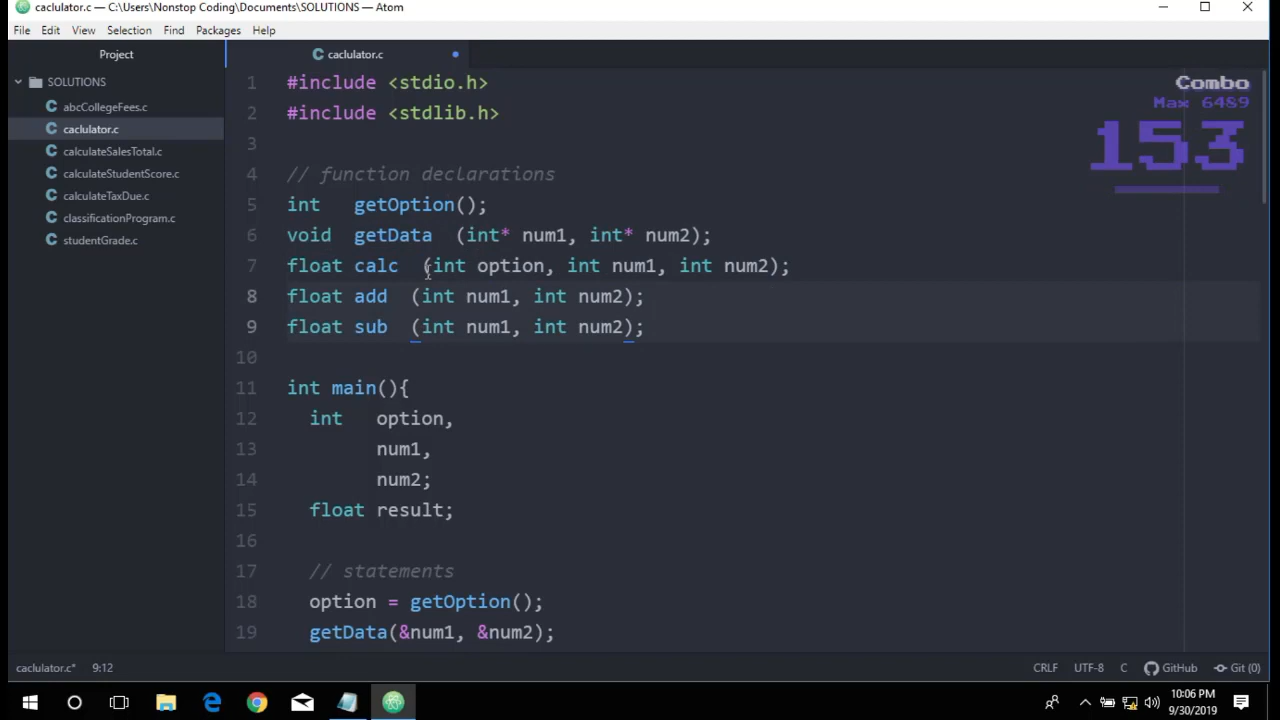 caclulator.c — C:\Users\Nonstop Coding\Documents\SOLUTIONS — Atom
File Edit View Selection Find Packages Help
Project
caclulator.c
SOLUTIONS
abcCollegeFees.c
caclulator.c
calculateSalesTotal.c
calculateStudentScore.c
calculateTaxDue.c
classificationProgram.c
studentGrade.c
1 #include <stdio.h>
2 #include <stdlib.h>
3
4 // function declarations
5 int getOption();
6 void getData (int* num1, int* num2);
7 float calc (int option, int num1, int num2);
8 float add (int num1, int num2);
9 float sub (int num1, int num2);
10
11 int main(){
12 int option,
13 num1,
14 num2;
15 float result;
16
17 // statements
18 option = getOption();
19 getData(&num1, &num2);
Combo
Max 6489
153
caclulator.c* 9:12
CRLF UTF-8 C GitHub Git (0)
10:06 PM
9/30/2019